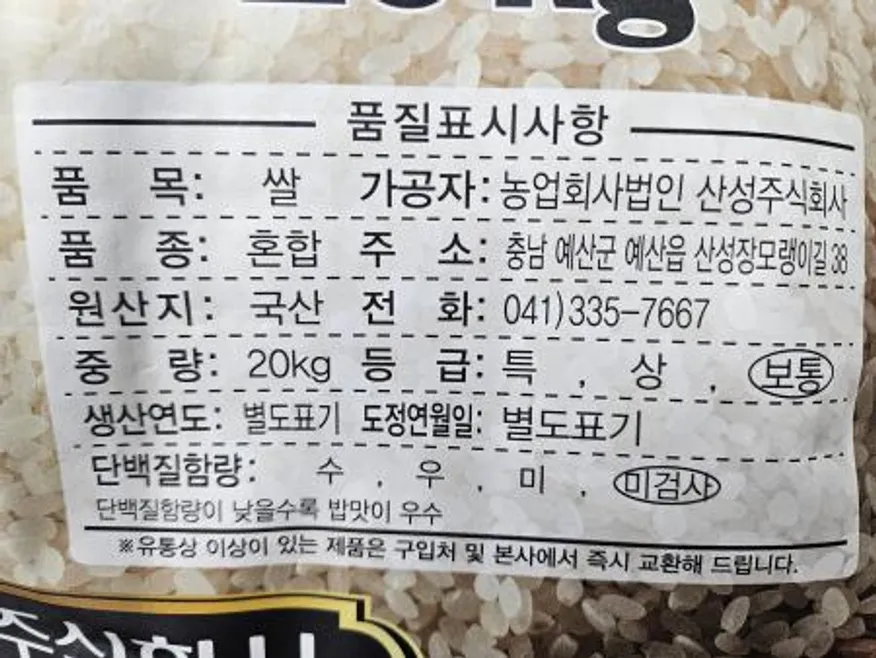 20kg
품질표시사항
품 목: 쌀 가공자: 농업회사법인 산성주식회사
품 종: 혼합 주 소: 충남 예산군 예산읍 산성장모랭이길 38
원산지: 국산 전 화: 041)335-7667
중 량: 20kg 등 급: 특 , 상 , 보통
생산연도: 별도표기 도정연월일: 별도표기
단백질함량: 수 , 우 , 미 , 미검사
단백질함량이 낮을수록 밥맛이 우수
※유통상 이상이 있는 제품은 구입처 및 본사에서 즉시 교환해 드립니다.